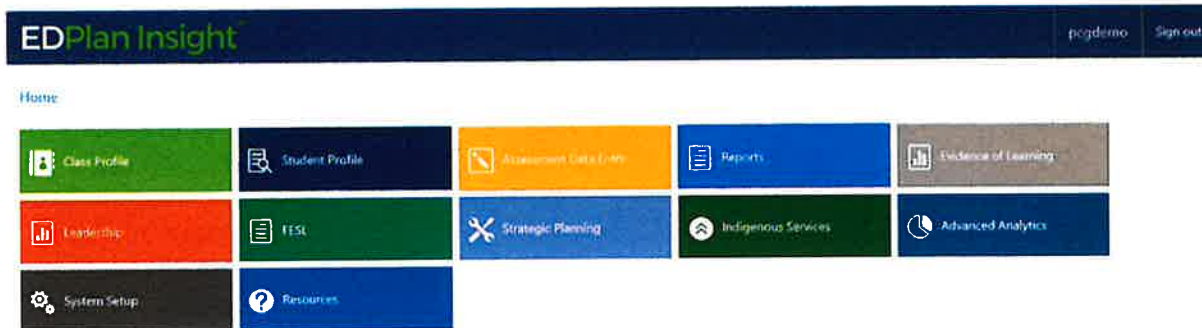 EDPlan Insight
pcgdemo Sign out
Home
Class Profile Student Profile Assessment Data Entry Reports Evidence of Learning
Leadership TESL Strategic Planning Indigenous Services Advanced Analytics
System Setup Resources